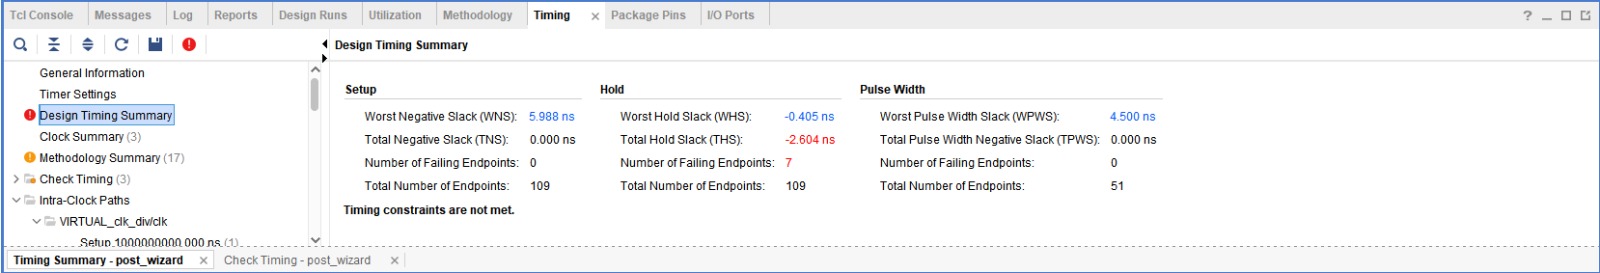 Tcl Console Messages Log Reports Design Runs Utilization Methodology Timing × Package Pins I/O Ports ?
Design Timing Summary
General Information
Timer Settings
Design Timing Summary
Clock Summary (3)
Methodology Summary (17)
Check Timing (3)
Intra-Clock Paths
VIRTUAL_clk_div/clk
Setup 1000000000.000 ns (1)
Setup Hold Pulse Width
Worst Negative Slack (WNS): 5.988 ns Worst Hold Slack (WHS): -0.405 ns Worst Pulse Width Slack (WPWS): 4.500 ns
Total Negative Slack (TNS): 0.000 ns Total Hold Slack (THS): -2.604 ns Total Pulse Width Negative Slack (TPWS): 0.000 ns
Number of Failing Endpoints: 0 Number of Failing Endpoints: 7 Number of Failing Endpoints: 0
Total Number of Endpoints: 109 Total Number of Endpoints: 109 Total Number of Endpoints: 51
Timing constraints are not met.
Timing Summary - post_wizard × Check Timing - post_wizard ×